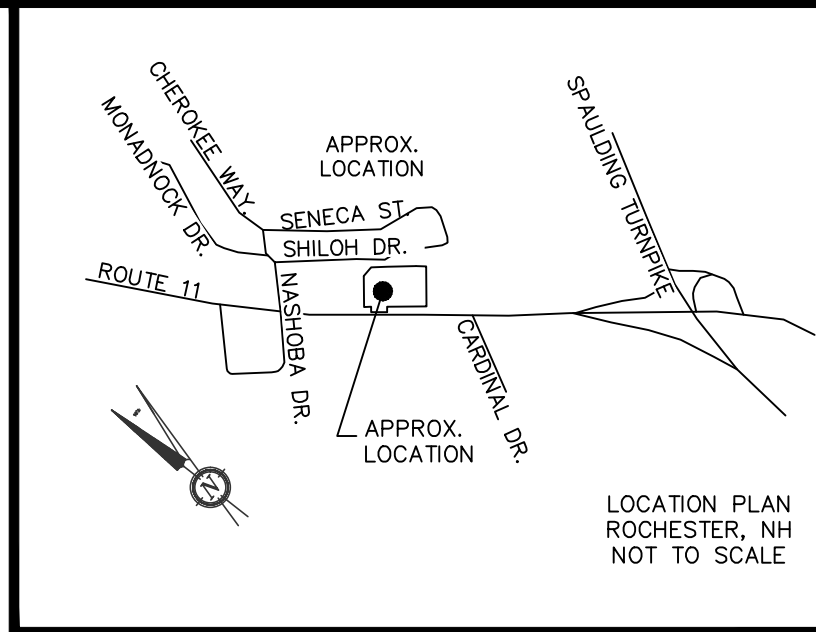 CHEROKEE WAY.
MONADNOCK DR.
SPAULDING TURNPIKE
APPROX.
LOCATION
SENECA ST.
SHILOH DR.
ROUTE 11
NASHOBA DR.
CARDINAL DR.
APPROX.
LOCATION
N
LOCATION PLAN
ROCHESTER, NH
NOT TO SCALE